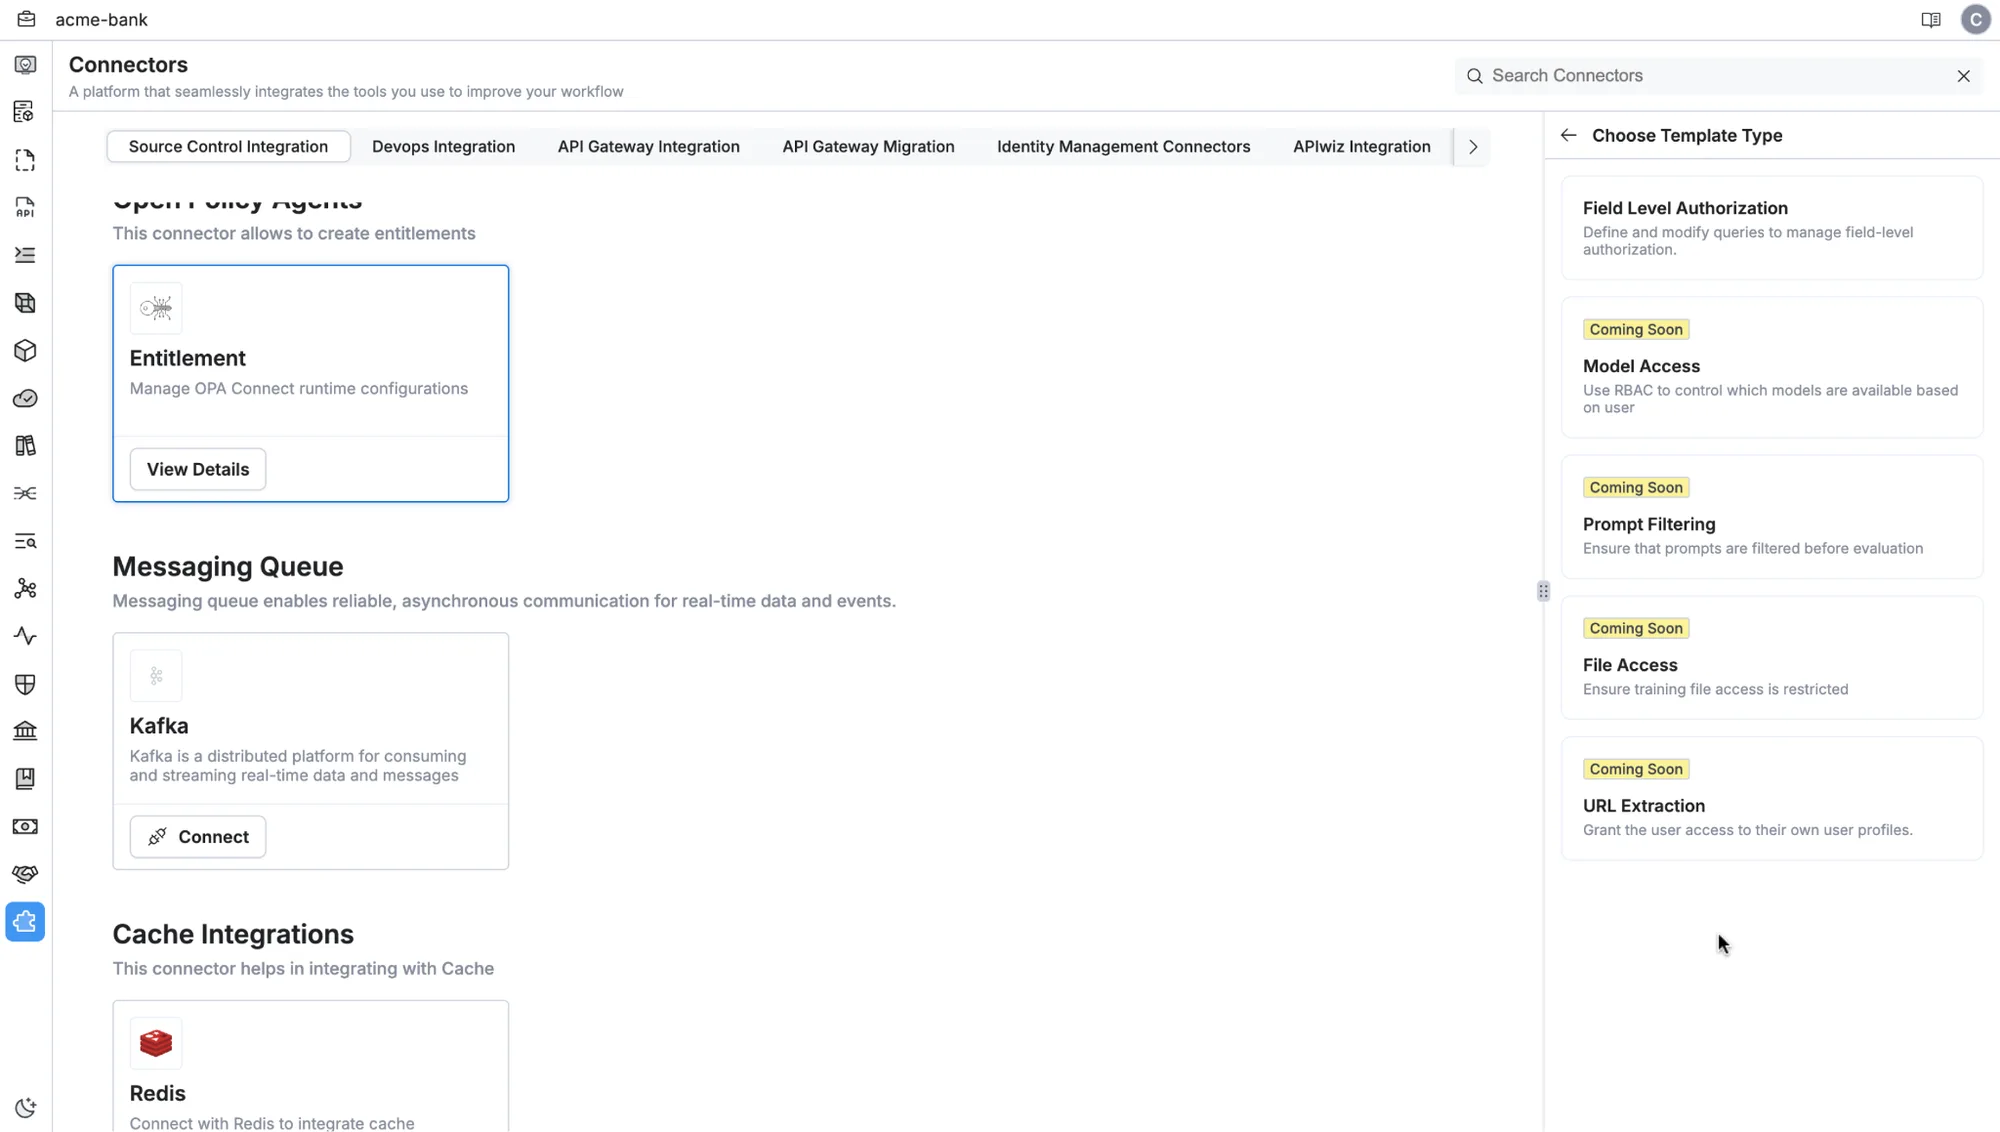 acme-bank
C
Connectors
A platform that seamlessly integrates the tools you use to improve your workflow
Search Connectors
Source Control Integration
Devops Integration
API Gateway Integration
API Gateway Migration
Identity Management Connectors
APIwiz Integration
Open Policy Agents
This connector allows to create entitlements
Entitlement
Manage OPA Connect runtime configurations
View Details
Messaging Queue
Messaging queue enables reliable, asynchronous communication for real-time data and events.
Kafka
Kafka is a distributed platform for consuming
and streaming real-time data and messages
Connect
Cache Integrations
This connector helps in integrating with Cache
Redis
Connect with Redis to integrate cache
Choose Template Type
Field Level Authorization
Define and modify queries to manage field-level
authorization.
Coming Soon
Model Access
Use RBAC to control which models are available based
on user
Coming Soon
Prompt Filtering
Ensure that prompts are filtered before evaluation
Coming Soon
File Access
Ensure training file access is restricted
Coming Soon
URL Extraction
Grant the user access to their own user profiles.
API